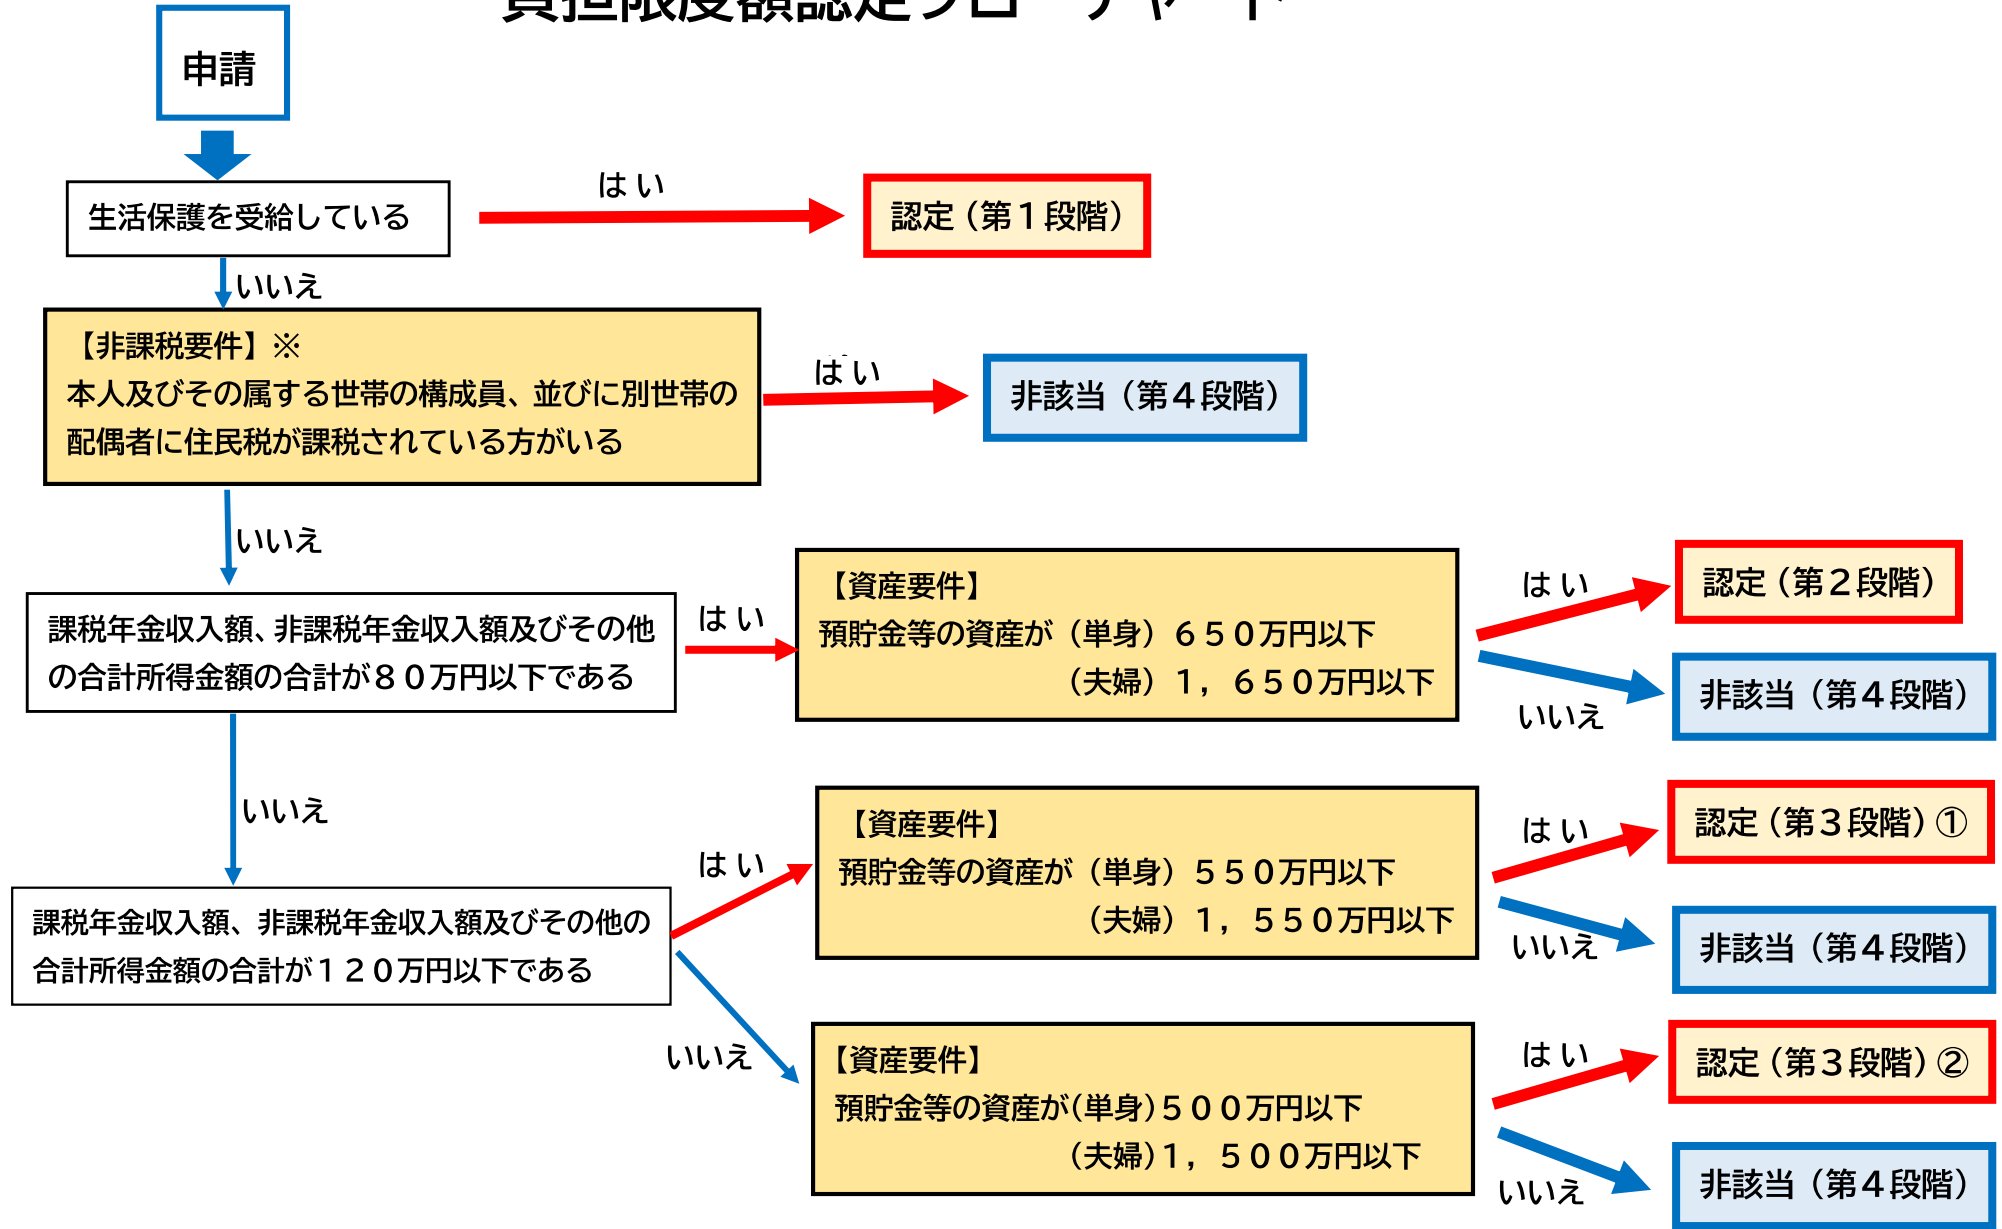 負担限度額認定フローチャート
申請
生活保護を受給している
はい
認定（第１段階）
いいえ
【非課税要件】※
本人及びその属する世帯の構成員、並びに別世帯の
配偶者に住民税が課税されている方がいる
はい
非該当（第４段階）
いいえ
課税年金収入額、非課税年金収入額及びその他
の合計所得金額の合計が８０万円以下である
はい
【資産要件】
預貯金等の資産が（単身）６５０万円以下
（夫婦）１，６５０万円以下
はい
認定（第２段階）
いいえ
非該当（第４段階）
いいえ
課税年金収入額、非課税年金収入額及びその他の
合計所得金額の合計が１２０万円以下である
はい
【資産要件】
預貯金等の資産が（単身）５５０万円以下
（夫婦）１，５５０万円以下
はい
認定（第３段階）①
いいえ
非該当（第４段階）
いいえ
【資産要件】
預貯金等の資産が（単身）５００万円以下
（夫婦）１，５００万円以下
はい
認定（第３段階）②
いいえ
非該当（第４段階）